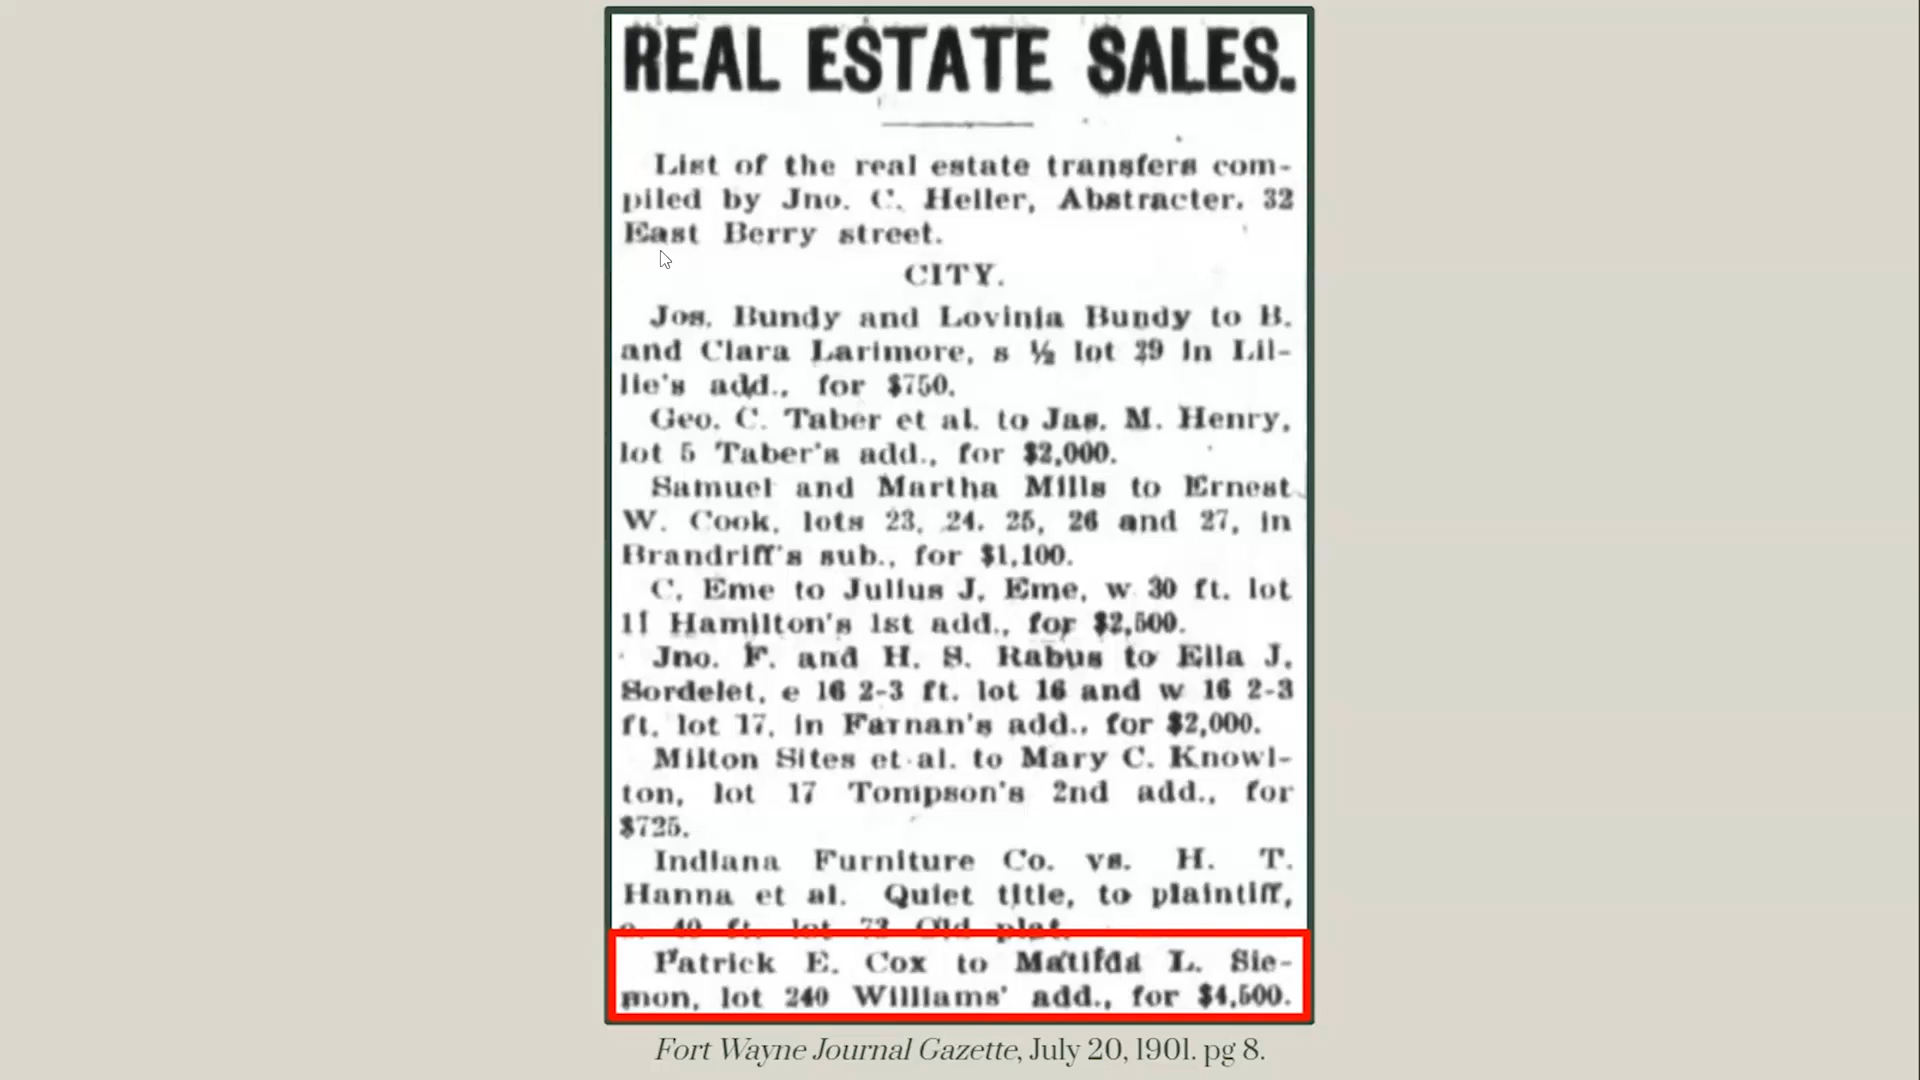 REAL ESTATE SALES.
List of the real estate transfers com-
piled by Jno. C. Heller, Abstracter, 32
East Berry street.
CITY.
Jos. Bundy and Lovinia Bundy to B.
and Clara Larimore, s ½ lot 29 in Lil-
lie's add., for $750.
Geo. C. Taber et al. to Jas. M. Henry,
lot 5 Taber's add., for $2,000.
Samuel and Martha Mills to Ernest
W. Cook, lots 23, 24, 25, 26 and 27, in
Brandriff's sub., for $1,100.
C. Eme to Julius J. Eme, w 30 ft. lot
11 Hamilton's 1st add., for $2,500.
Jno. F. and H. S. Rabus to Ella J.
Sordelet, e 16 2-3 ft. lot 16 and w 16 2-3
ft. lot 17, in Farnan's add., for $2,000.
Milton Sites et al. to Mary C. Knowl-
ton, lot 17 Tompson's 2nd add., for
$725.
Indiana Furniture Co. vs. H. T.
Hanna et al. Quiet title, to plaintiff,
40 ft. lot 73 Old plat.
Patrick E. Cox to Matilda L. Sie-
mon, lot 240 Williams' add., for $4,500.
Fort Wayne Journal Gazette, July 20, 1901. pg 8.